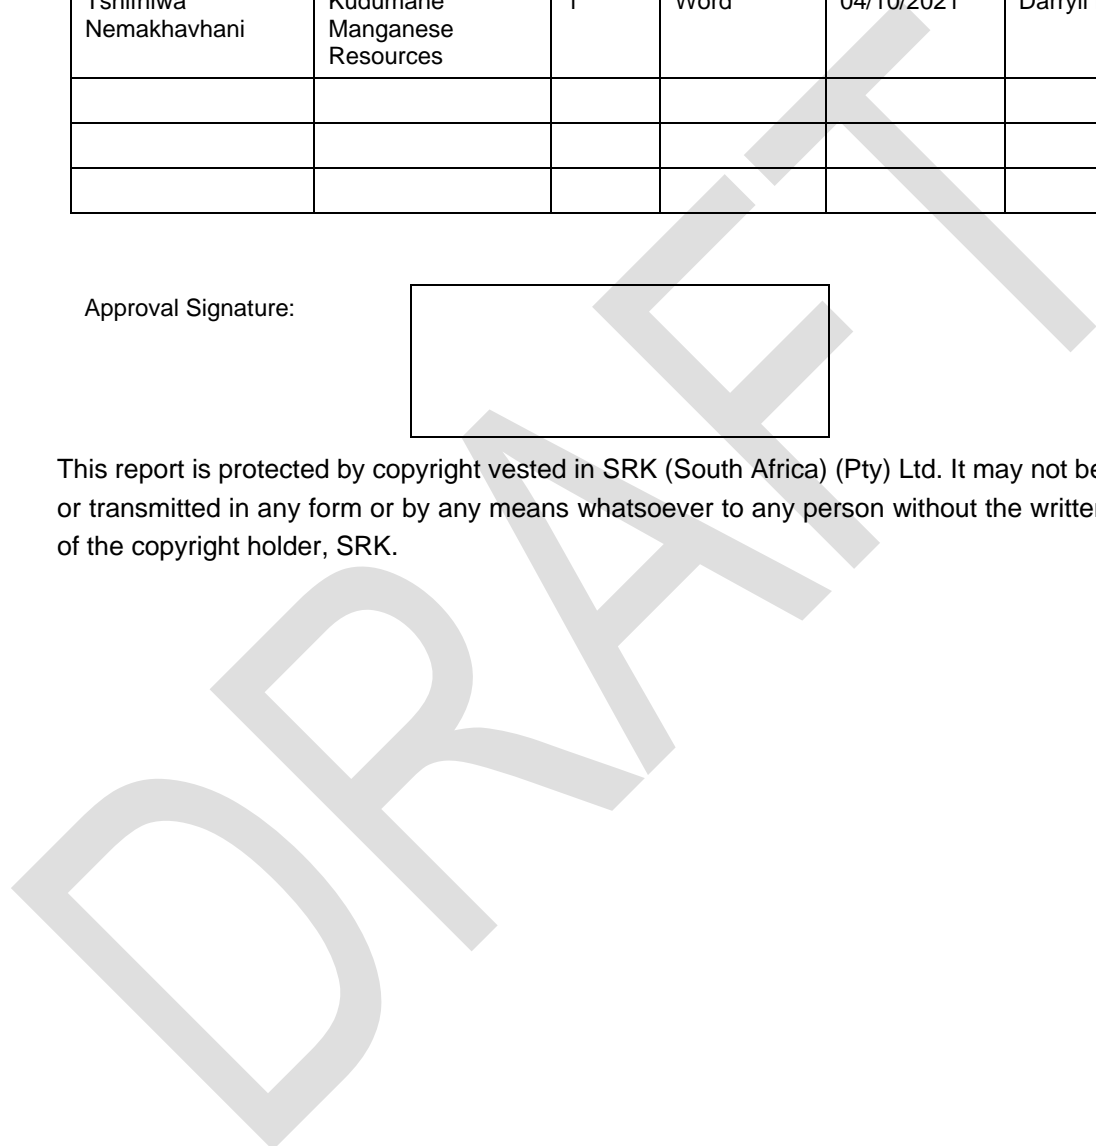 Kudumane 1 Word 04/10/2021 Darryll
Nemakhavhani Manganese
Resources
Approval Signature:
This report is protected by copyright vested in SRK (South Africa) (Pty) Ltd. It may not be
or transmitted in any form or by any means whatsoever to any person without the written
of the copyright holder, SRK.
DRAFT